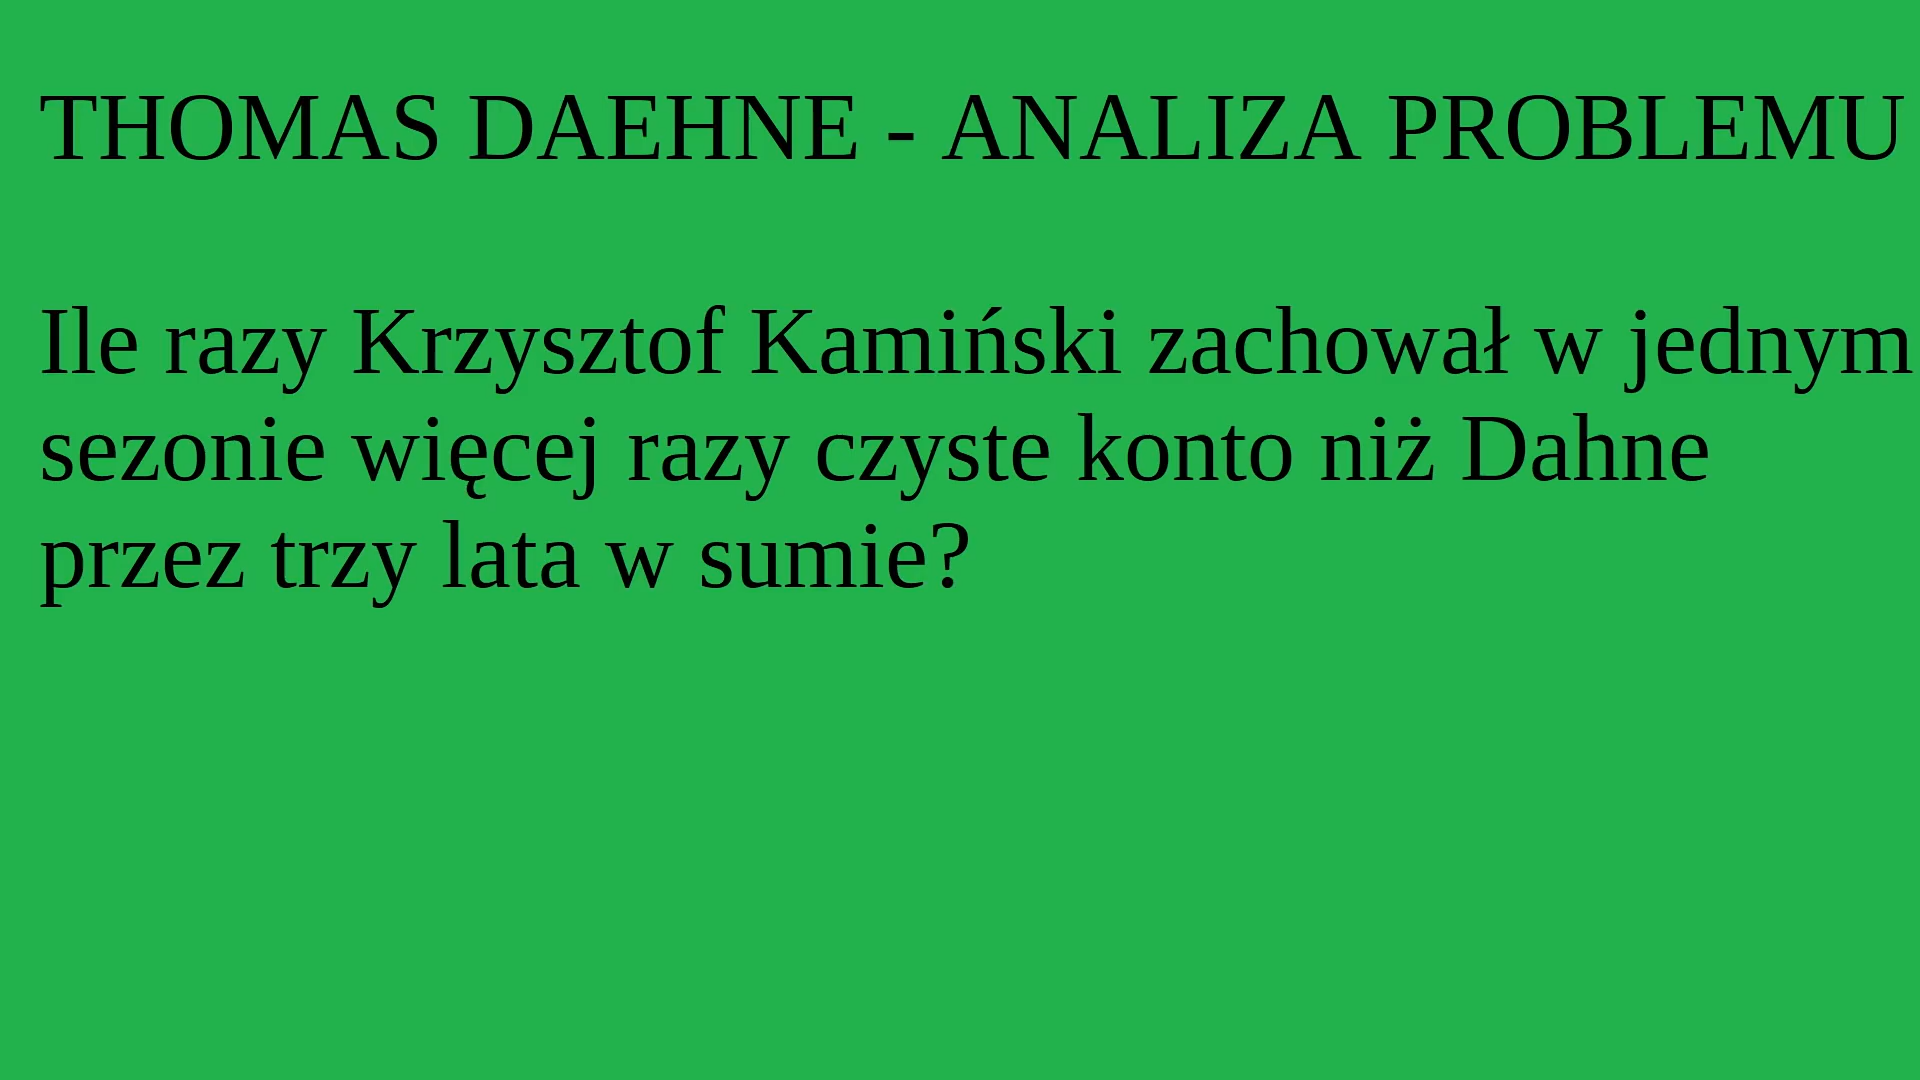 THOMAS DAEHNE - ANALIZA PROBLEMU
Ile razy Krzysztof Kamiński zachował w jednym
sezonie więcej razy czyste konto niż Dahne
przez trzy lata w sumie?